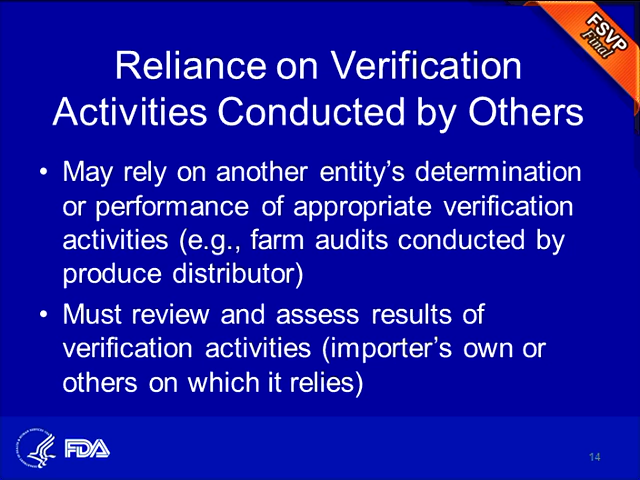 FSVP
Final
Reliance on Verification
Activities Conducted by Others
• May rely on another entity's determination
or performance of appropriate verification
activities (e.g., farm audits conducted by
produce distributor)
• Must review and assess results of
verification activities (importer's own or
others on which it relies)
FDA
14